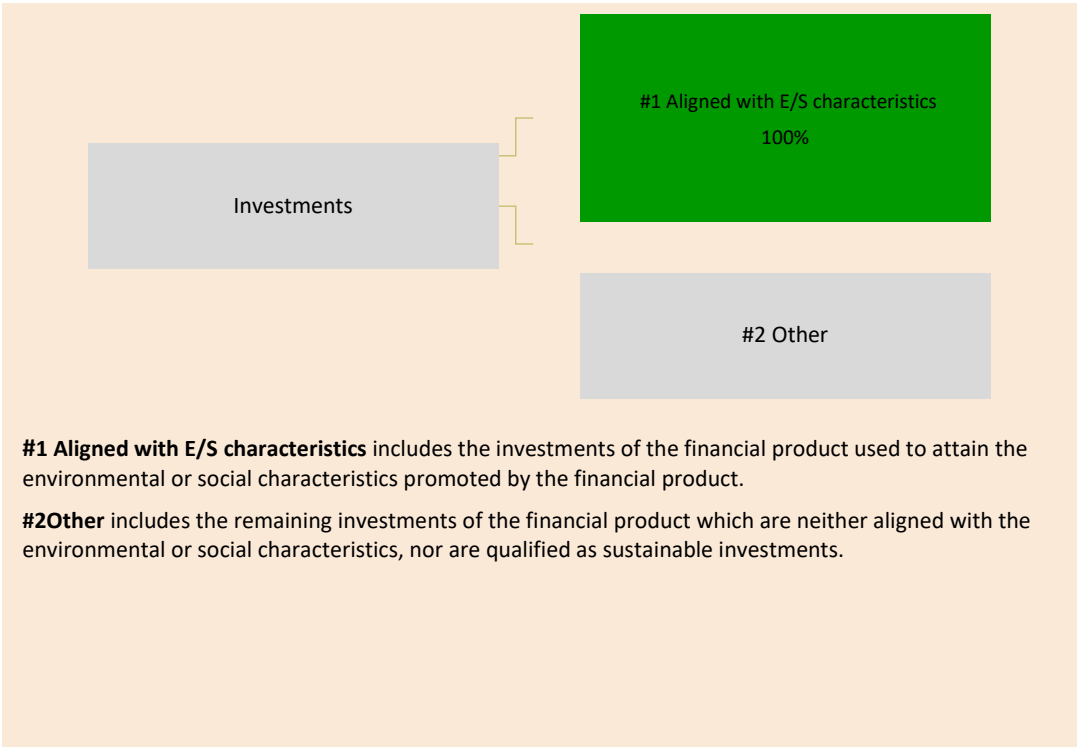 #1 Aligned with E/S characteristics
100%
Investments
#2 Other
#1 Aligned with E/S characteristics includes the investments of the financial product used to attain the
environmental or social characteristics promoted by the financial product.
#2Other includes the remaining investments of the financial product which are neither aligned with the
environmental or social characteristics, nor are qualified as sustainable investments.